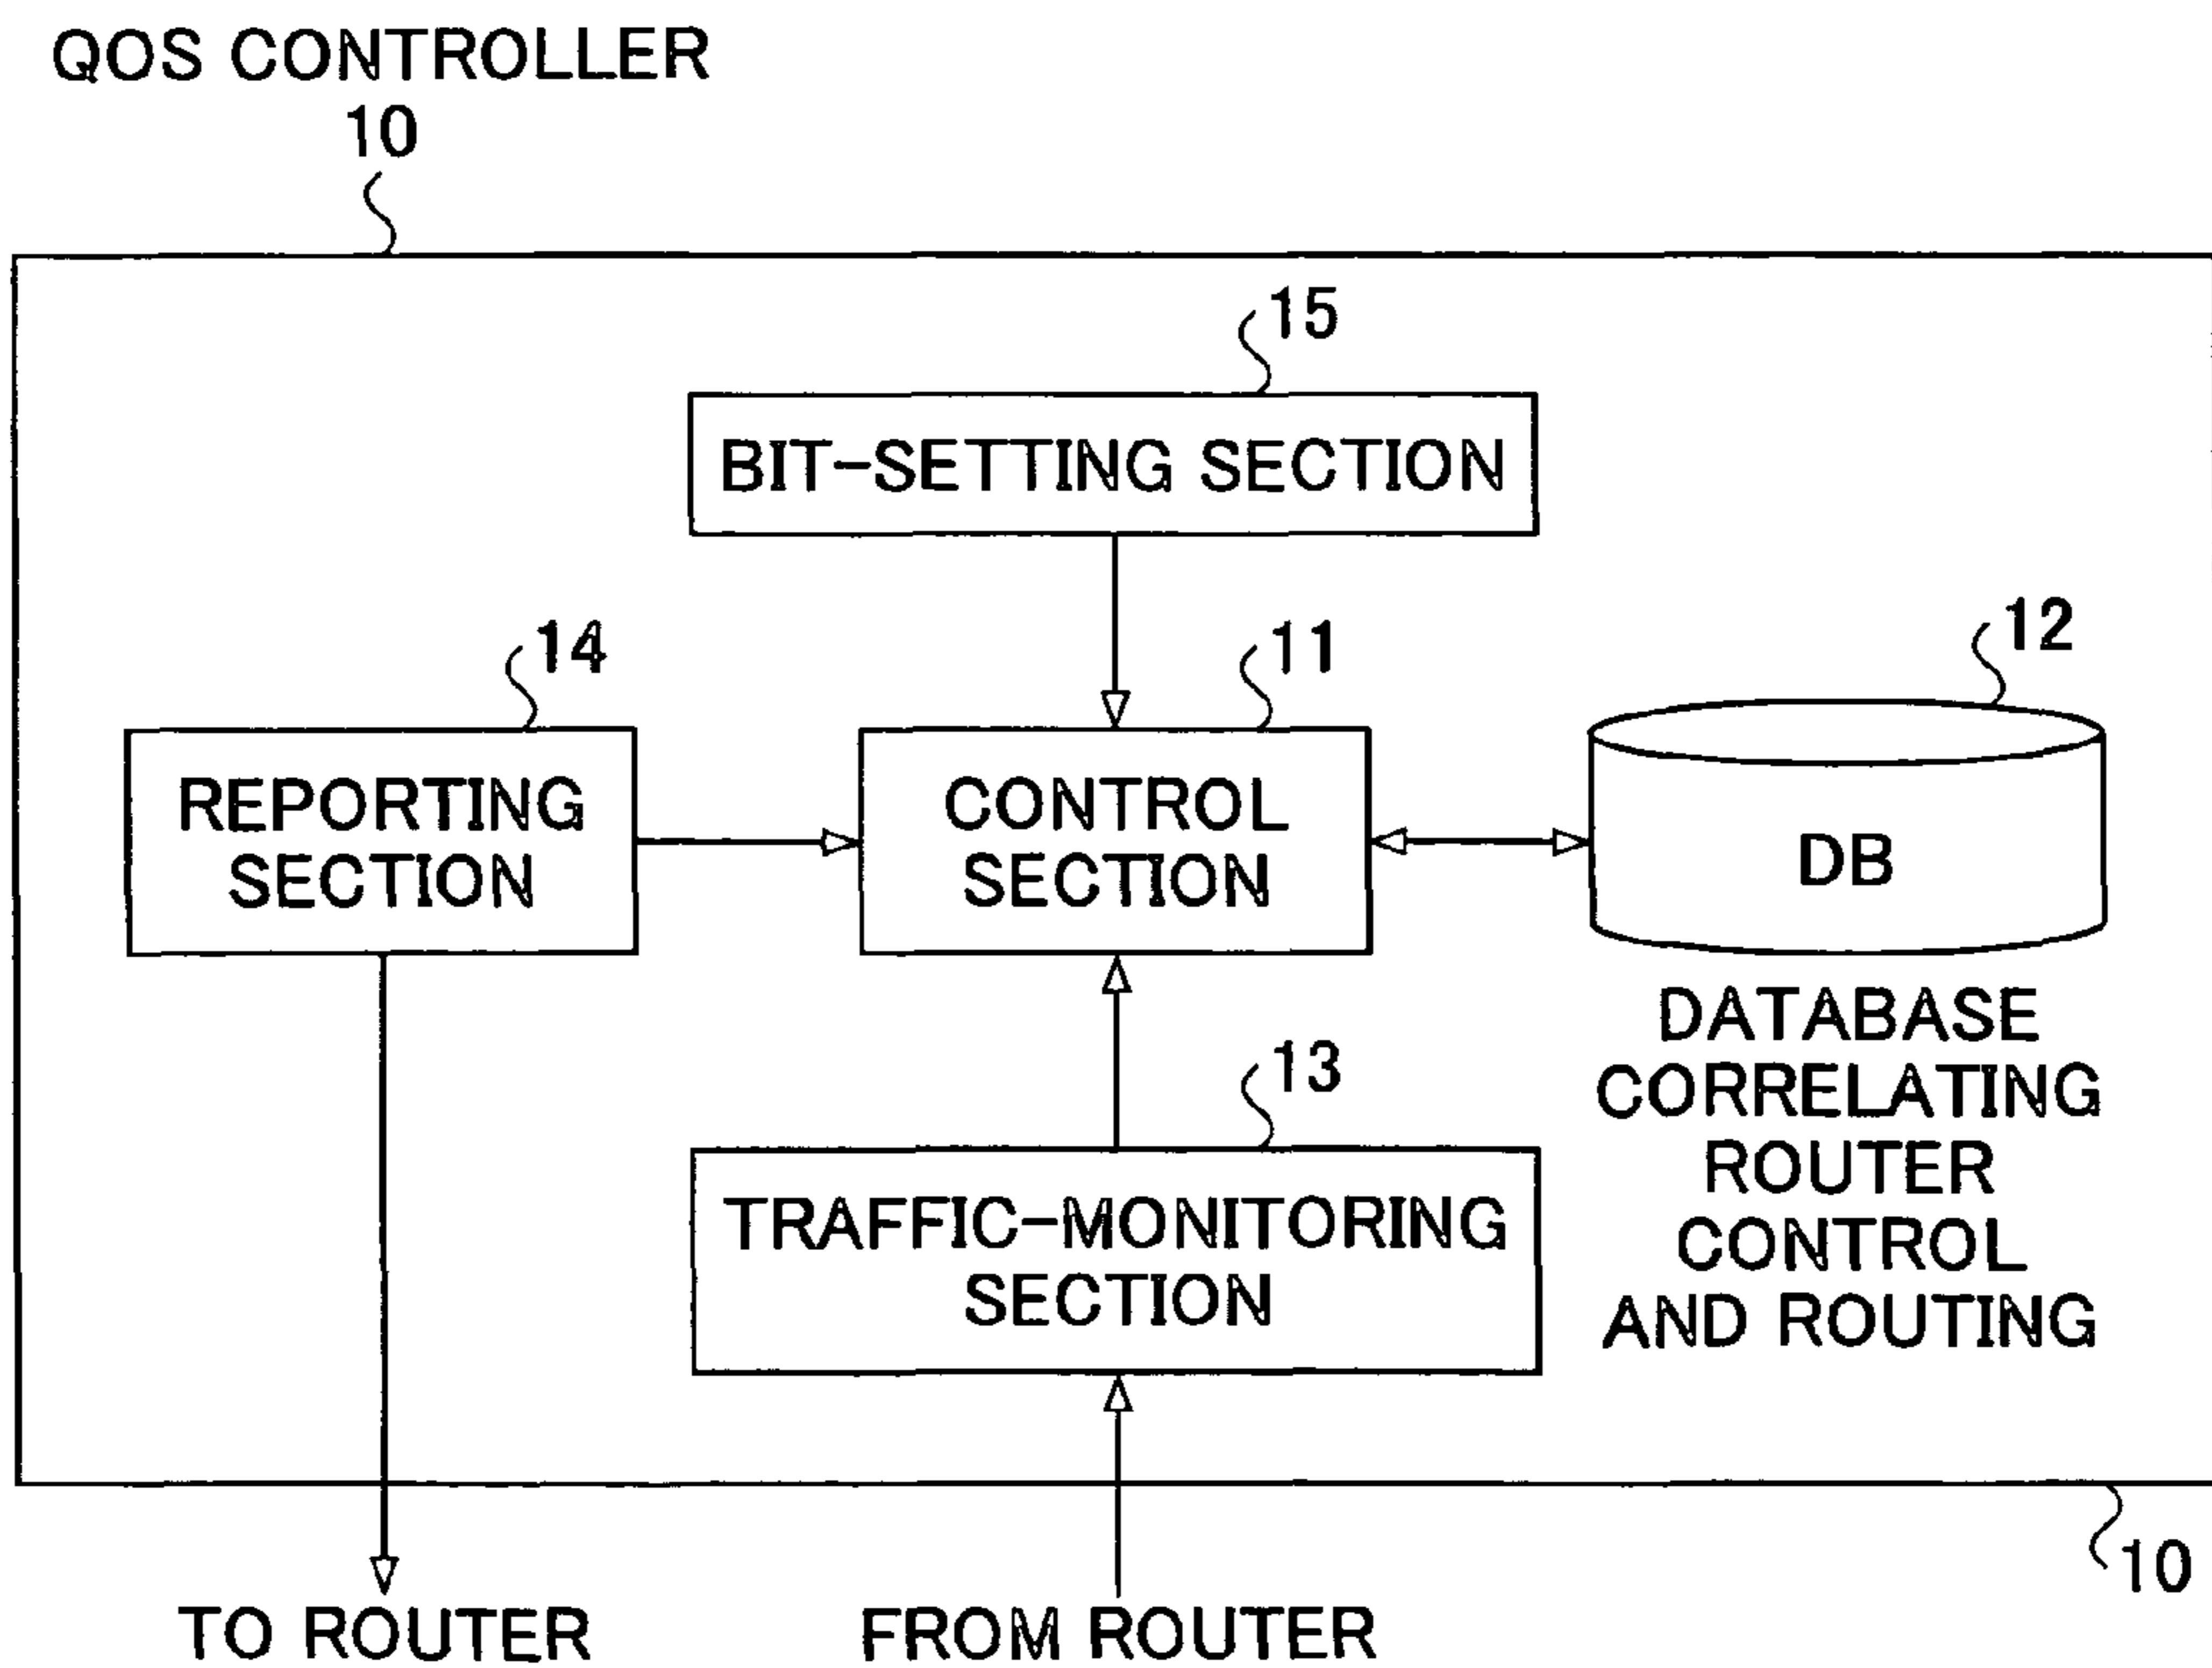 QOS CONTROLLER
10
15
BIT-SETTING SECTION
14
11
12
REPORTING
SECTION
CONTROL
SECTION
DB
DATABASE
CORRELATING
ROUTER
CONTROL
AND ROUTING
13
TRAFFIC-MONITORING
SECTION
10
TO ROUTER
FROM ROUTER